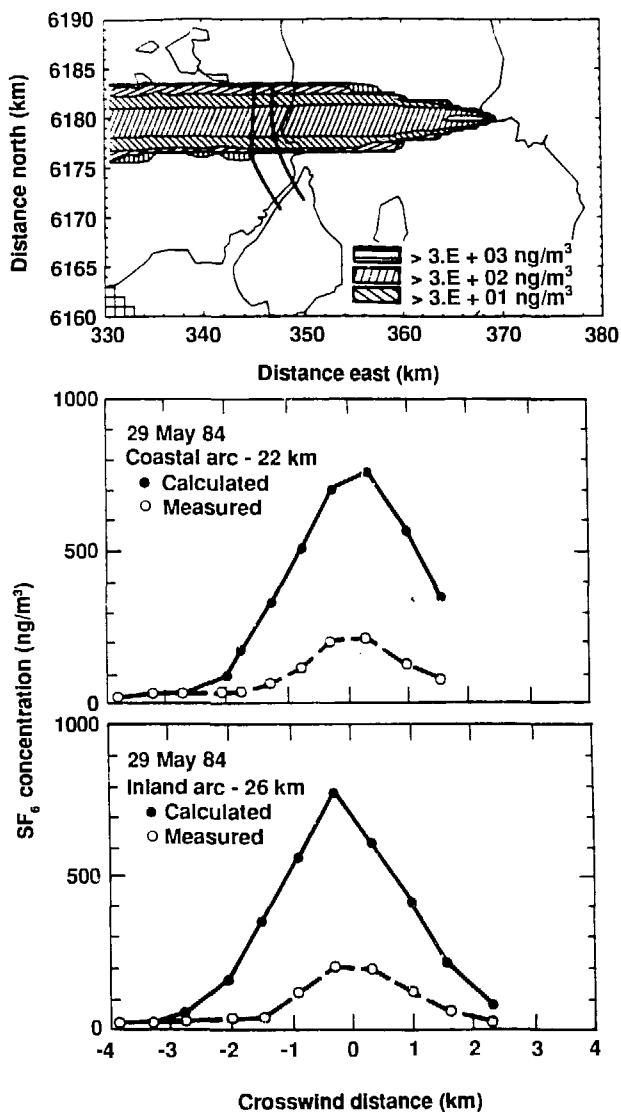 6190
6185
6180
6175
6170
6165
6160
Distance north (km)
> 3.E + 03 ng/m³
> 3.E + 02 ng/m³
> 3.E + 01 ng/m³
330 340 350 360 370 380
Distance east (km)
1000
500
0
29 May 84
Coastal arc - 22 km
Calculated
Measured
SF₆ concentration (ng/m³)
1000
500
0
29 May 84
Inland arc - 26 km
Calculated
Measured
-4 -3 -2 -1 0 1 2 3 4
Crosswind distance (km)